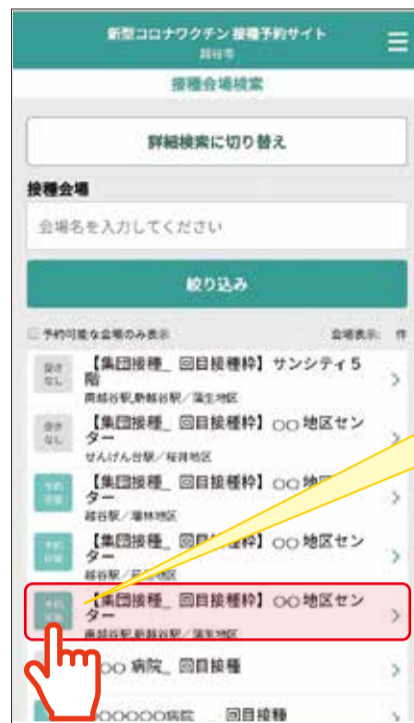 新型コロナワクチン 接種予約サイト
越谷市
接種会場検索
詳細検索に切り替え
接種会場
会場名を入力してください
絞り込み
予約可能な会場のみ表示 会場表示: 件
空きなし 【集団接種_ 回目接種枠】サンシティ5
階
南越谷駅,新越谷駅/蒲生地区
空きなし 【集団接種_ 回目接種枠】○○地区セン
ター
せんげん台駅/桜井地区
予約可能 【集団接種_ 回目接種枠】○○地区
ター
越谷駅/
予約可能 【集団接種_ 回目接種枠】○○地区セン
ター
越谷駅/
予約可能 【集団接種_ 回目接種枠】○○地区セン
ター
南越谷駅,新越谷駅/蒲生地区
○○病院_ 回目接種
○○○○○○病院 _ 回目接種